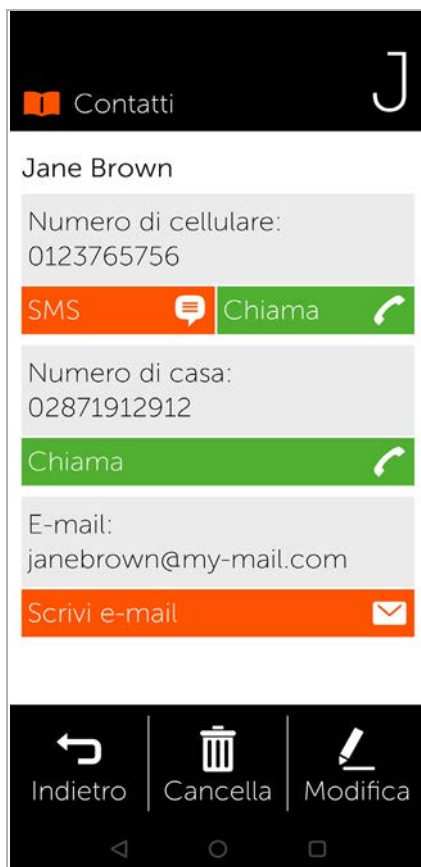 J
Contatti
Jane Brown
Numero di cellulare:
0123765756
SMS Chiama
Numero di casa:
02871912912
Chiama
E-mail:
janebrown@my-mail.com
Scrivi e-mail
Indietro Cancella Modifica